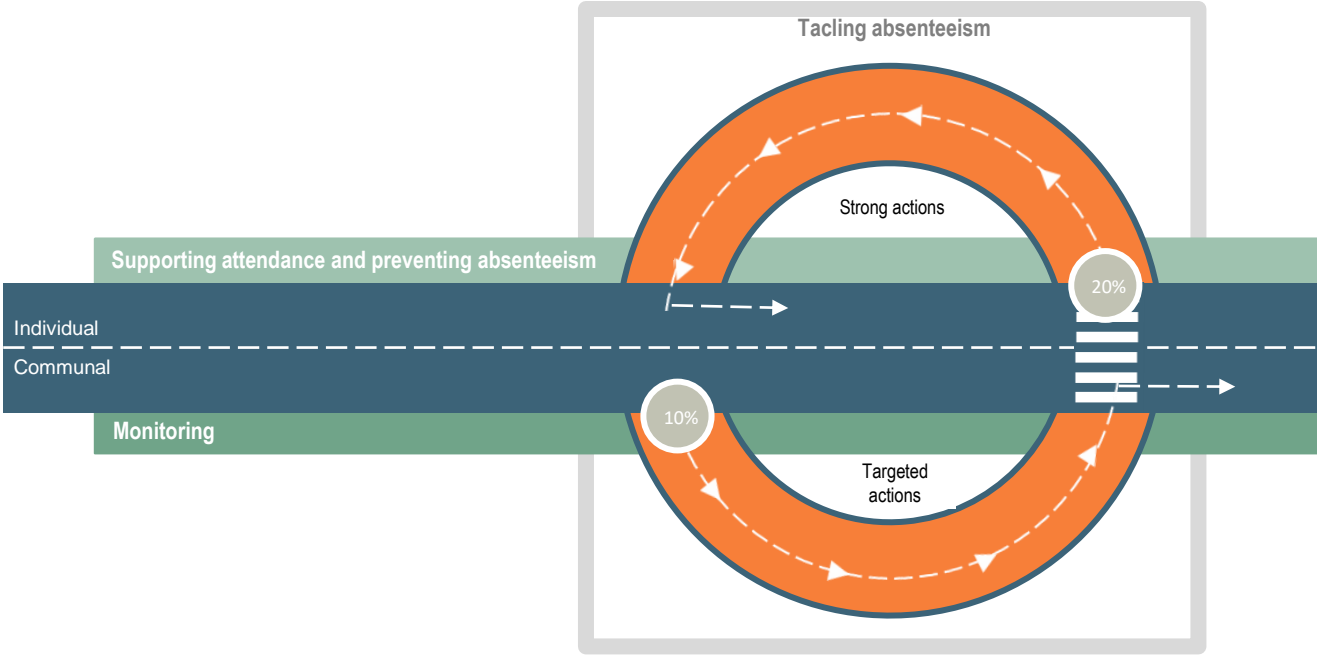 Tacling absenteeism
Strong actions
Supporting attendance and preventing absenteeism
20%
Individual
Communal
10%
Monitoring
Targeted
actions